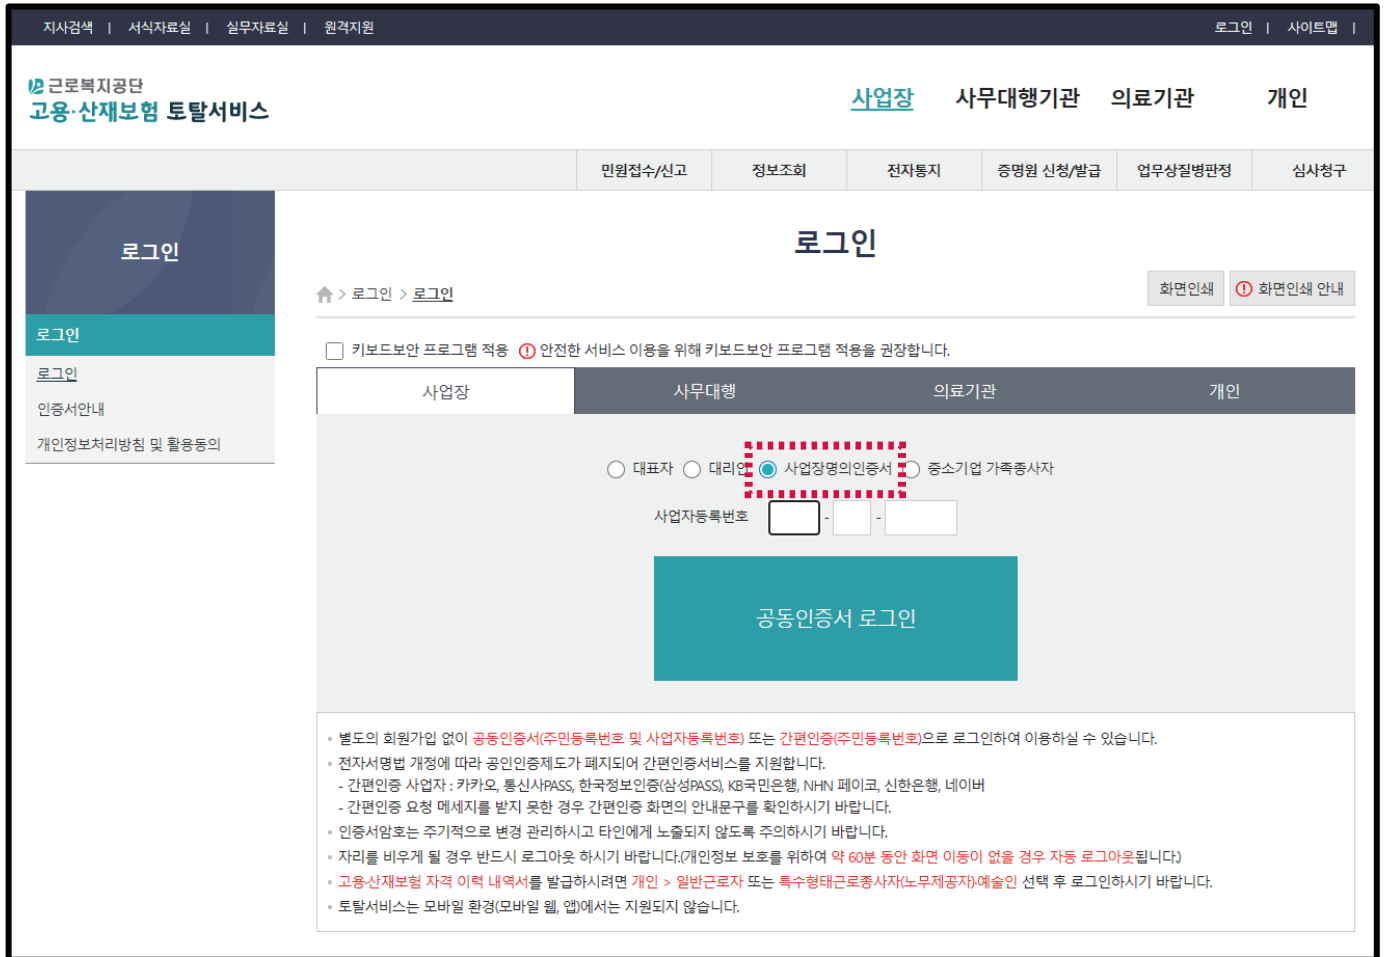 지사검색 | 서식자료실 | 실무자료실 | 원격지원
로그인 | 사이트맵 |
근로복지공단
고용·산재보험 토탈서비스
사업장 사무대행기관 의료기관 개인
민원접수/신고 정보조회 전자통지 증명원 신청/발급 업무상질병판정 심사청구
로그인
로그인
로그인
인증서안내
개인정보처리방침 및 활용동의
로그인
> 로그인 > 로그인
화면인쇄 화면인쇄 안내
키보드보안 프로그램 적용 안전한 서비스 이용을 위해 키보드보안 프로그램 적용을 권장합니다.
사업장 사무대행 의료기관 개인
대표자 대리인 사업장명의인증서 중소기업 가족종사자
사업자등록번호 - -
공동인증서 로그인
별도의 회원가입 없이 공동인증서(주민등록번호 및 사업자등록번호) 또는 간편인증(주민등록번호)으로 로그인하여 이용하실 수 있습니다.
전자서명법 개정에 따라 공인인증제도가 폐지되어 간편인증서비스를 지원합니다.
- 간편인증 사업자 : 카카오, 통신사PASS, 한국정보인증(삼성PASS), KB국민은행, NHN 페이코, 신한은행, 네이버
- 간편인증 요청 메세지를 받지 못한 경우 간편인증 화면의 안내문구를 확인하시기 바랍니다.
인증서암호는 주기적으로 변경 관리하시고 타인에게 노출되지 않도록 주의하시기 바랍니다.
자리를 비우게 될 경우 반드시 로그아웃 하시기 바랍니다.(개인정보 보호를 위하여 약 60분 동안 화면 이동이 없을 경우 자동 로그아웃됩니다.)
고용·산재보험 자격 이력 내역서를 발급하시려면 개인 > 일반근로자 또는 특수형태근로종사자(노무제공자)·예술인 선택 후 로그인하시기 바랍니다.
토탈서비스는 모바일 환경(모바일 웹, 앱)에서는 지원되지 않습니다.